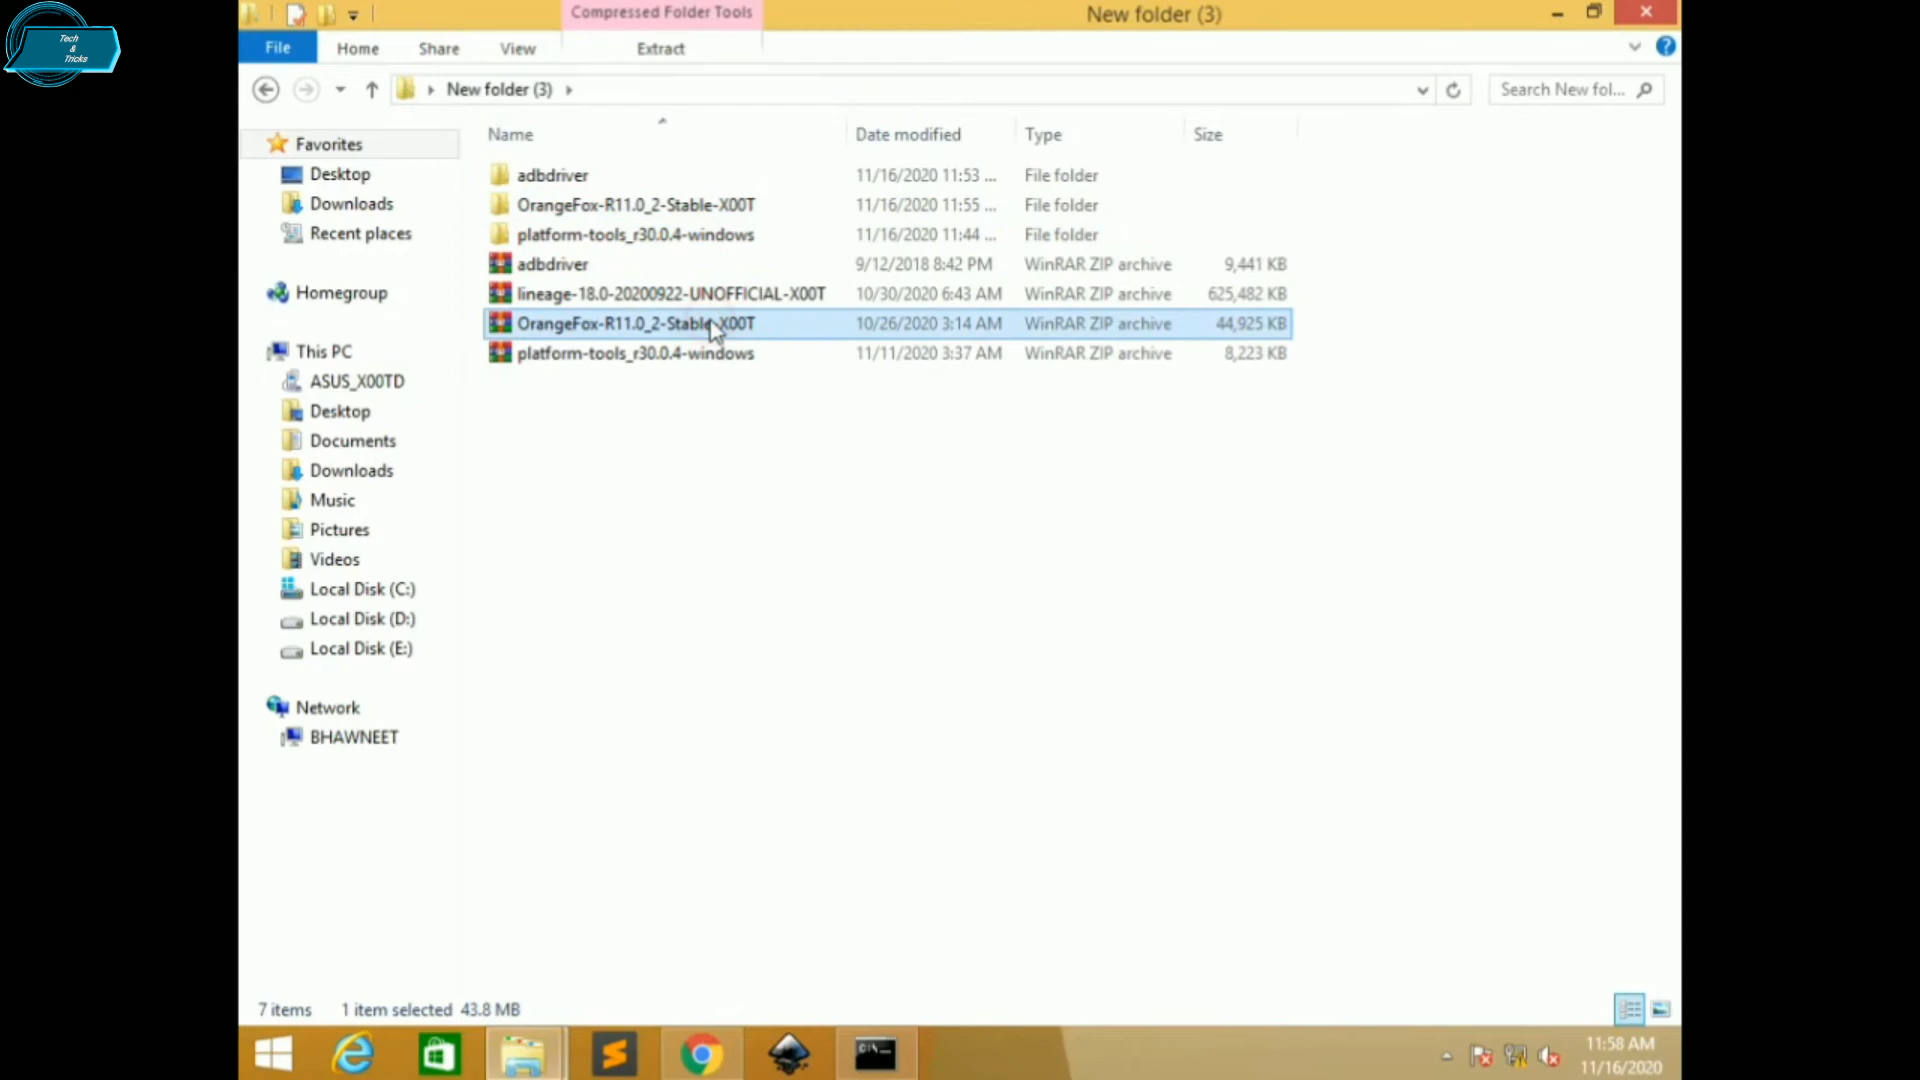 Tech
&
Tricks
Compressed Folder Tools
New folder (3)
File
Home
Share
View
Extract
New folder (3)
Search New fol...
Name
Date modified
Type
Size
adbdriver
11/16/2020 11:53 ...
File folder
OrangeFox-R11.0_2-Stable-X00T
11/16/2020 11:55 ...
File folder
platform-tools_r30.0.4-windows
11/16/2020 11:44 ...
File folder
adbdriver
9/12/2018 8:42 PM
WinRAR ZIP archive
9,441 KB
lineage-18.0-20200922-UNOFFICIAL-X00T
10/30/2020 6:43 AM
WinRAR ZIP archive
625,482 KB
OrangeFox-R11.0_2-Stable-X00T
10/26/2020 3:14 AM
WinRAR ZIP archive
44,925 KB
platform-tools_r30.0.4-windows
11/11/2020 3:37 AM
WinRAR ZIP archive
8,223 KB
Favorites
Desktop
Downloads
Recent places
Homegroup
This PC
ASUS_X00TD
Desktop
Documents
Downloads
Music
Pictures
Videos
Local Disk (C:)
Local Disk (D:)
Local Disk (E:)
Network
BHAWNEET
7 items
1 item selected 43.8 MB
11:58 AM
11/16/2020